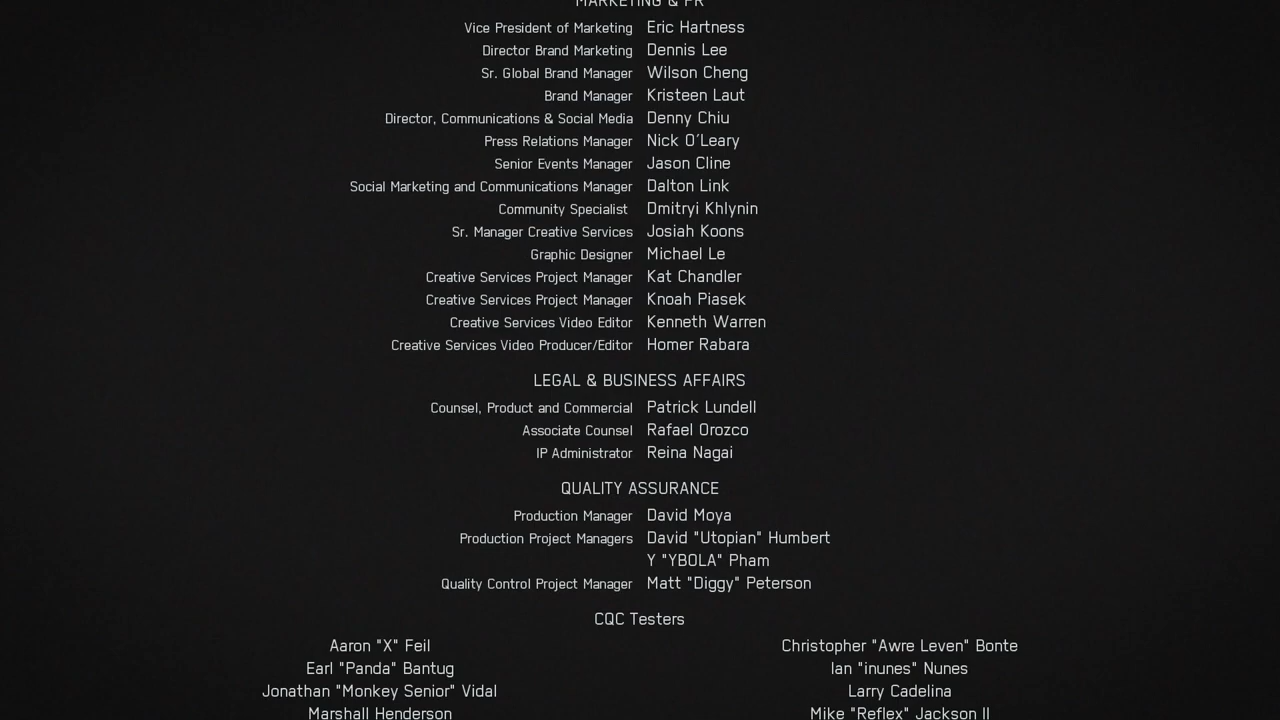 MARKETING & PR
Vice President of Marketing Eric Hartness
Director Brand Marketing Dennis Lee
Sr. Global Brand Manager Wilson Cheng
Brand Manager Kristeen Laut
Director, Communications & Social Media Denny Chiu
Press Relations Manager Nick O'Leary
Senior Events Manager Jason Cline
Social Marketing and Communications Manager Dalton Link
Community Specialist Dmitryi Khlynin
Sr. Manager Creative Services Josiah Koons
Graphic Designer Michael Le
Creative Services Project Manager Kat Chandler
Creative Services Project Manager Knoah Piasek
Creative Services Video Editor Kenneth Warren
Creative Services Video Producer/Editor Homer Rabara
LEGAL & BUSINESS AFFAIRS
Counsel, Product and Commercial Patrick Lundell
Associate Counsel Rafael Orozco
IP Administrator Reina Nagai
QUALITY ASSURANCE
Production Manager David Moya
Production Project Managers David "Utopian" Humbert
Y "YBOLA" Pham
Quality Control Project Manager Matt "Diggy" Peterson
CQC Testers
Aaron "X" Feil Christopher "Awre Leven" Bonte
Earl "Panda" Bantug Ian "inunes" Nunes
Jonathan "Monkey Senior" Vidal Larry Cadelina
Marshall Henderson Mike "Reflex" Jackson II